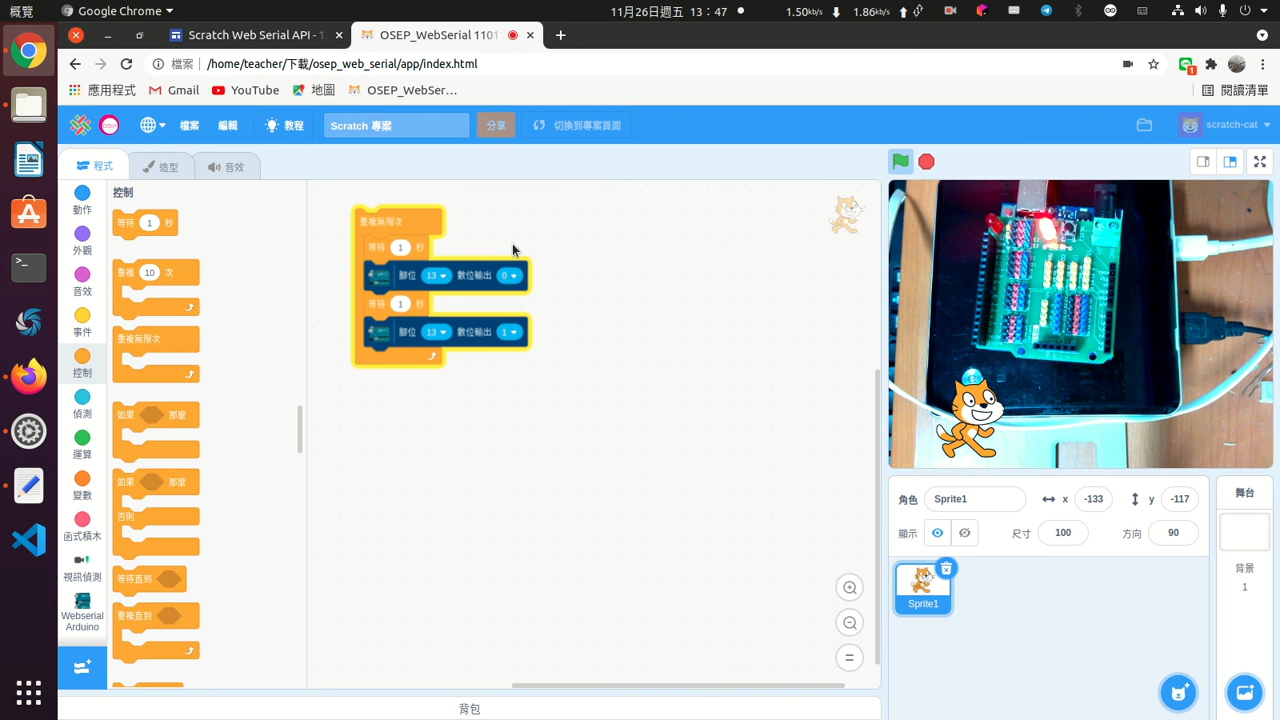 概覽
Google Chrome
11月26日週五 13：47
1.50kb/s
1.86kb/s
Scratch Web Serial API - 1
OSEP_WebSerial 1101
檔案
/home/teacher/下載/osep_web_serial/app/index.html
1
應用程式
Gmail
YouTube
地圖
OSEP_WebSer…
閱讀清單
檔案
編輯
教程
Scratch 專案
分享
切換到專案頁面
scratch-cat
程式
造型
音效
動作
外觀
音效
事件
控制
偵測
運算
變數
函式積木
視訊偵測
Webserial
Arduino
控制
等待 1 秒
重複 10 次
重複無限次
如果 那麼
如果 那麼
否則
等待直到
重複直到
重複無限次
等待 1 秒
腳位 13 數位輸出 0
等待 1 秒
腳位 13 數位輸出 1
角色
Sprite1
x
-133
y
-117
顯示
尺寸
100
方向
90
Sprite1
舞台
背景
1
背包